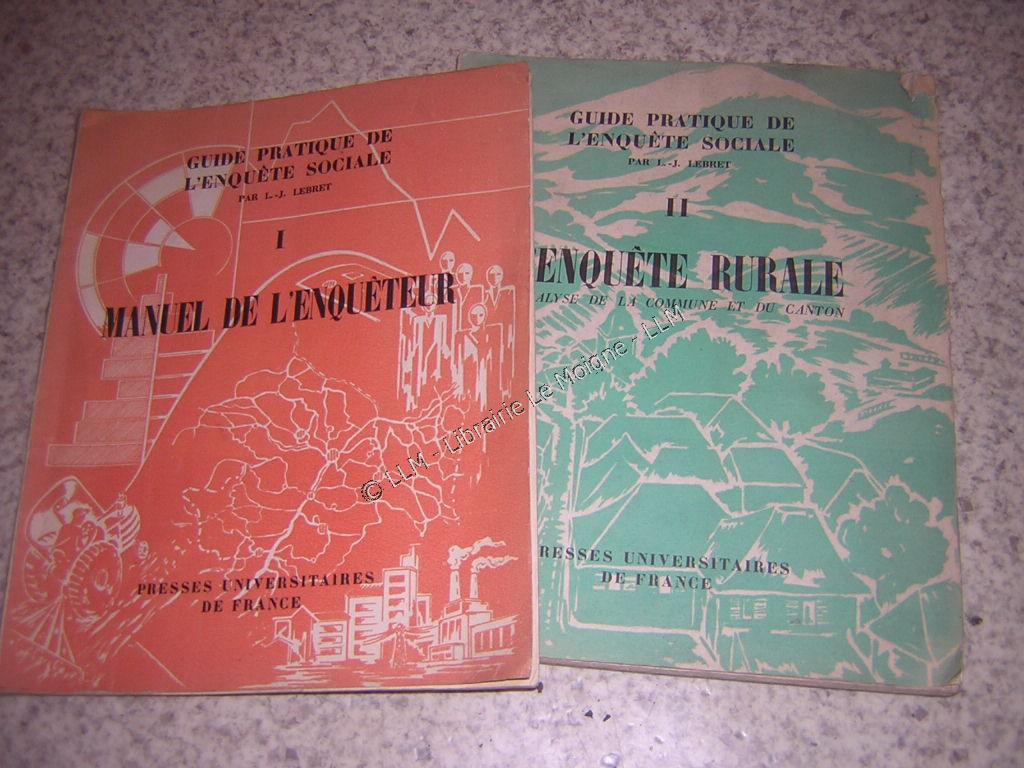 GUIDE PRATIQUE DE
L'ENQUÊTE SOCIALE
PAR L.-J. LEBRET
I
MANUEL DE L'ENQUÊTEUR
PRESSES UNIVERSITAIRES
DE FRANCE
GUIDE PRATIQUE DE
L'ENQUÊTE SOCIALE
PAR L.-J. LEBRET
II
'ENQUÊTE RURALE
ALYSE DE LA COMMUNE ET DU CANTON
RESSES UNIVERSITAIRES
DE FRANCE
© LLM - Librairie Le Moigne - LLM